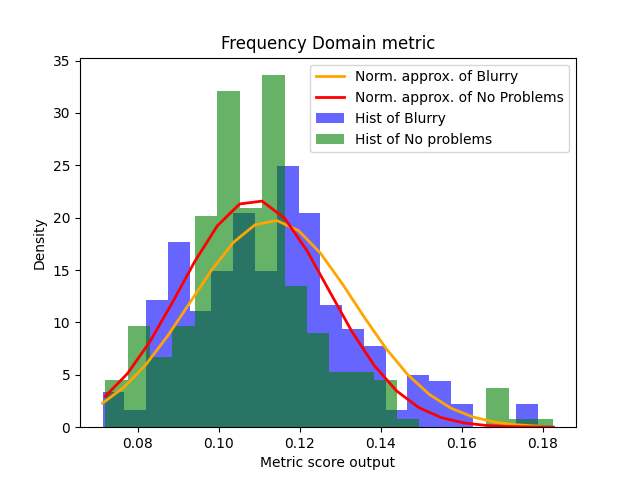 Frequency Domain metric
Norm. approx. of Blurry
Norm. approx. of No Problems
Hist of Blurry
Hist of No problems
Density
35
30
25
20
15
10
5
0
0.08 0.10 0.12 0.14 0.16 0.18
Metric score output